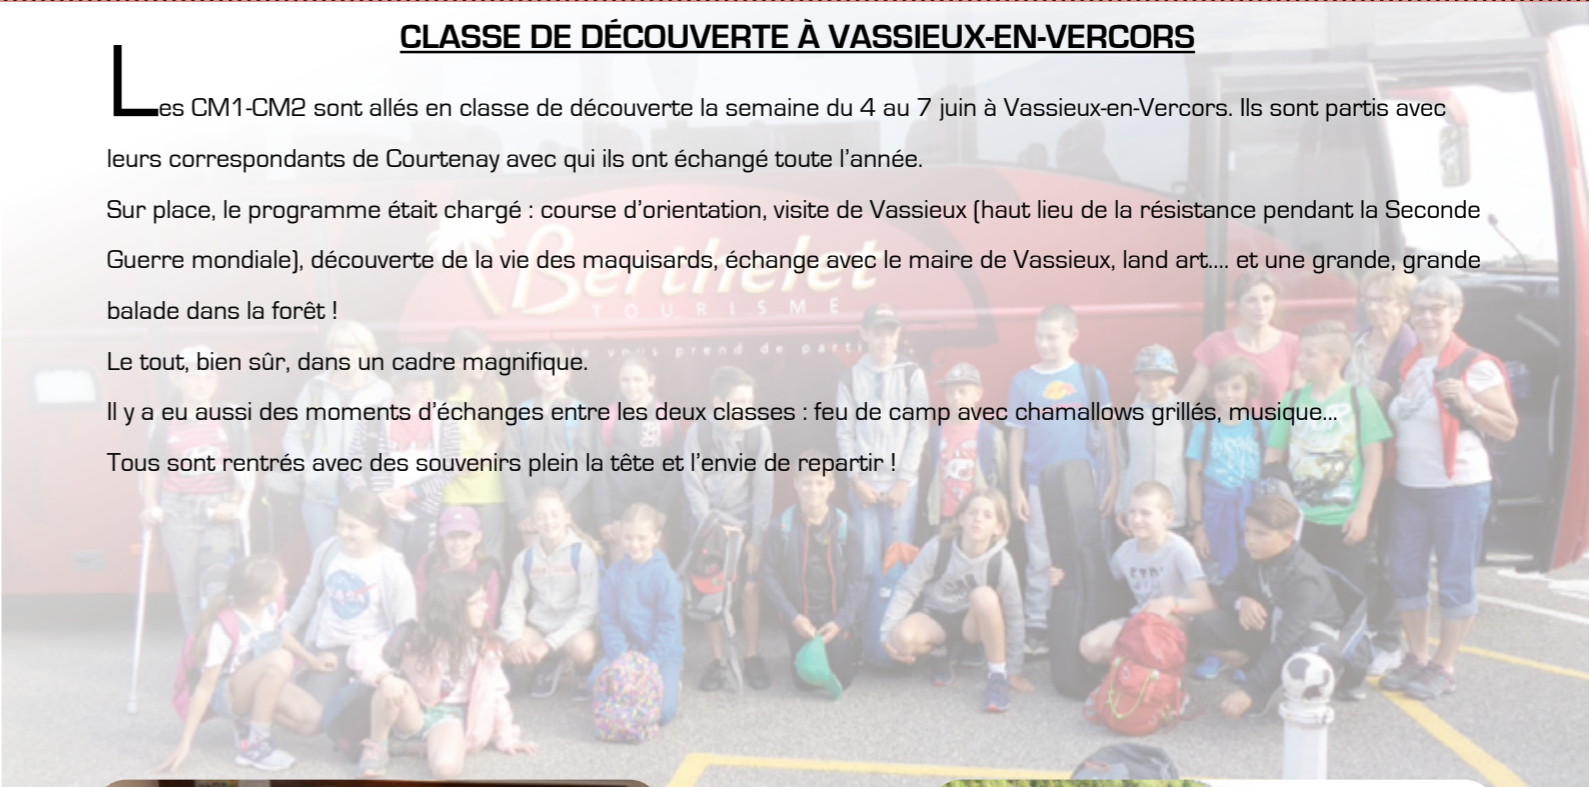 CLASSE DE DÉCOUVERTE À VASSIEUX-EN-VERCORS
Les CM1-CM2 sont allés en classe de découverte la semaine du 4 au 7 juin à Vassieux-en-Vercors. Ils sont partis avec
leurs correspondants de Courtenay avec qui ils ont échangé toute l'année.
Sur place, le programme était chargé : course d'orientation, visite de Vassieux (haut lieu de la résistance pendant la Seconde
Guerre mondiale), découverte de la vie des maquisards, échange avec le maire de Vassieux, land art.... et une grande, grande
balade dans la forêt !
Le tout, bien sûr, dans un cadre magnifique.
Il y a eu aussi des moments d'échanges entre les deux classes : feu de camp avec chamallows grillés, musique...
Tous sont rentrés avec des souvenirs plein la tête et l'envie de repartir !
Berthelet
TOURISME
vous prend de
NASA